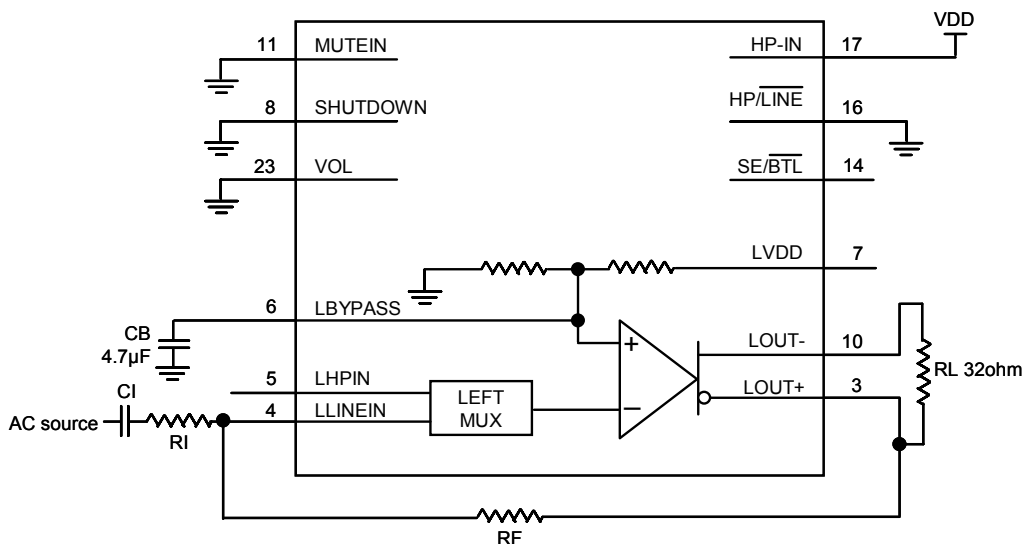 VDD
11 MUTEIN HP-IN 17
8 SHUTDOWN HP/LINE 16
23 VOL SE/BTL 14
LVDD 7
6 LBYPASS
CB
4.7µF
LOUT- 10
5 LHPIN LOUT+ 3
RL 32ohm
CI
4 LLINEIN
LEFT
MUX
+
−
AC source
RI
RF